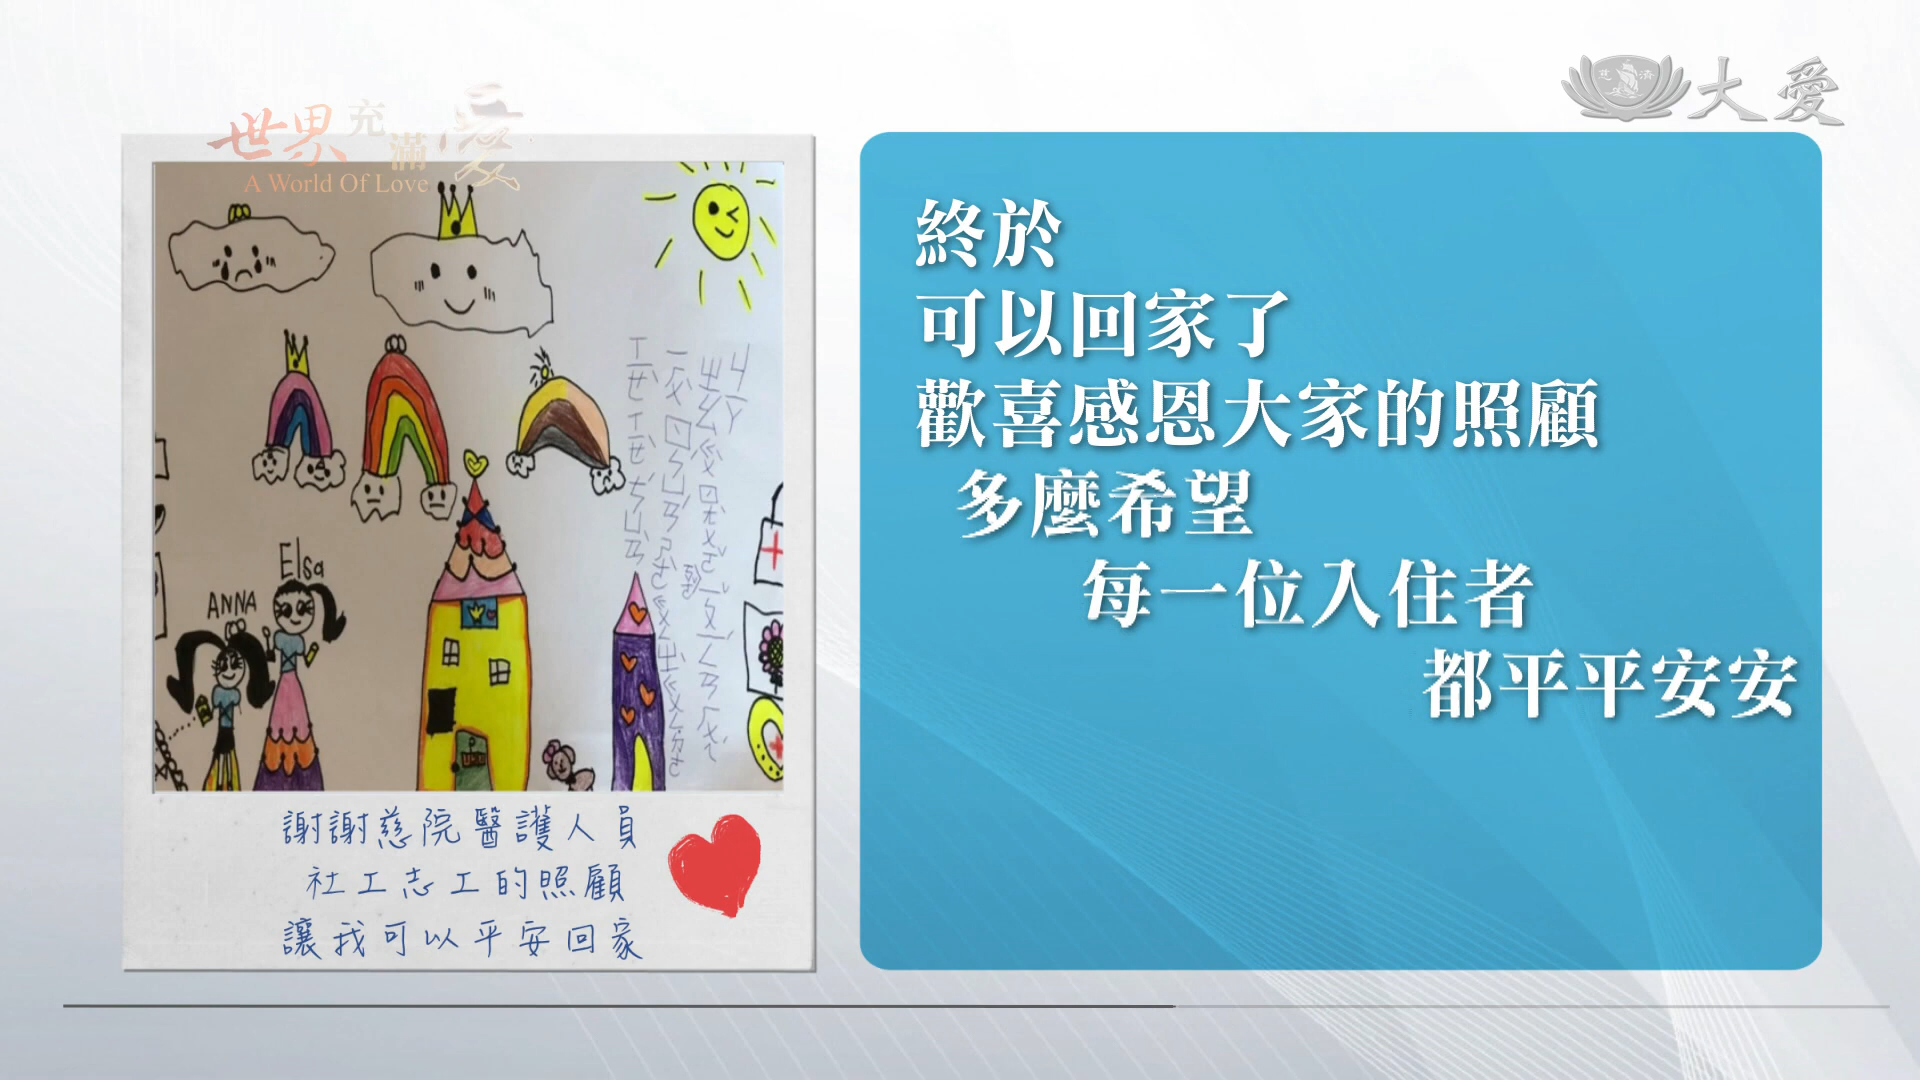 世界充滿愛
A World Of Love
慈濟
大愛
Elsa
ANNA
謝謝慈院醫護人員
社工志工的照顧
讓我可以平安回家
終於
可以回家了
歡喜感恩大家的照顧
多麼希望
每一位入住者
都平平安安